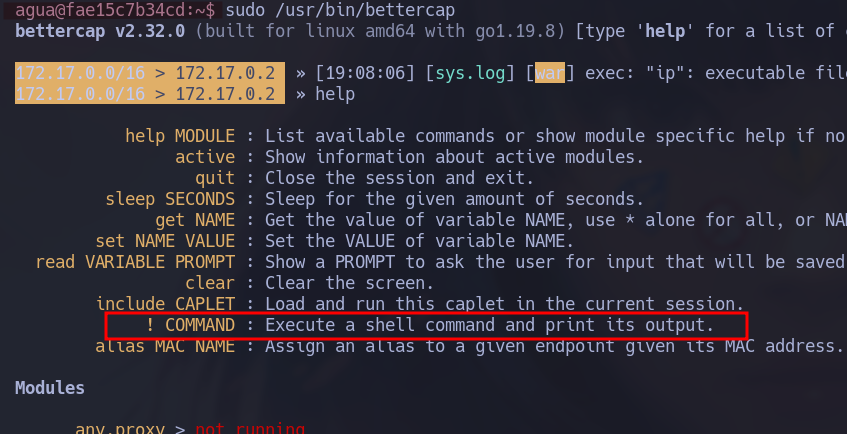 agua@fae15c7b34cd:~$ sudo /usr/bin/bettercap
bettercap v2.32.0 (built for linux amd64 with go1.19.8) [type 'help' for a list of
172.17.0.0/16 > 172.17.0.2 » [19:08:06] [sys.log] [war] exec: "ip": executable file
172.17.0.0/16 > 172.17.0.2 » help
help MODULE : List available commands or show module specific help if no
active : Show information about active modules.
quit : Close the session and exit.
sleep SECONDS : Sleep for the given amount of seconds.
get NAME : Get the value of variable NAME, use * alone for all, or NAM
set NAME VALUE : Set the VALUE of variable NAME.
read VARIABLE PROMPT : Show a PROMPT to ask the user for input that will be saved
clear : Clear the screen.
include CAPLET : Load and run this caplet in the current session.
! COMMAND : Execute a shell command and print its output.
alias MAC NAME : Assign an alias to a given endpoint given its MAC address.
Modules
any.proxy > not running